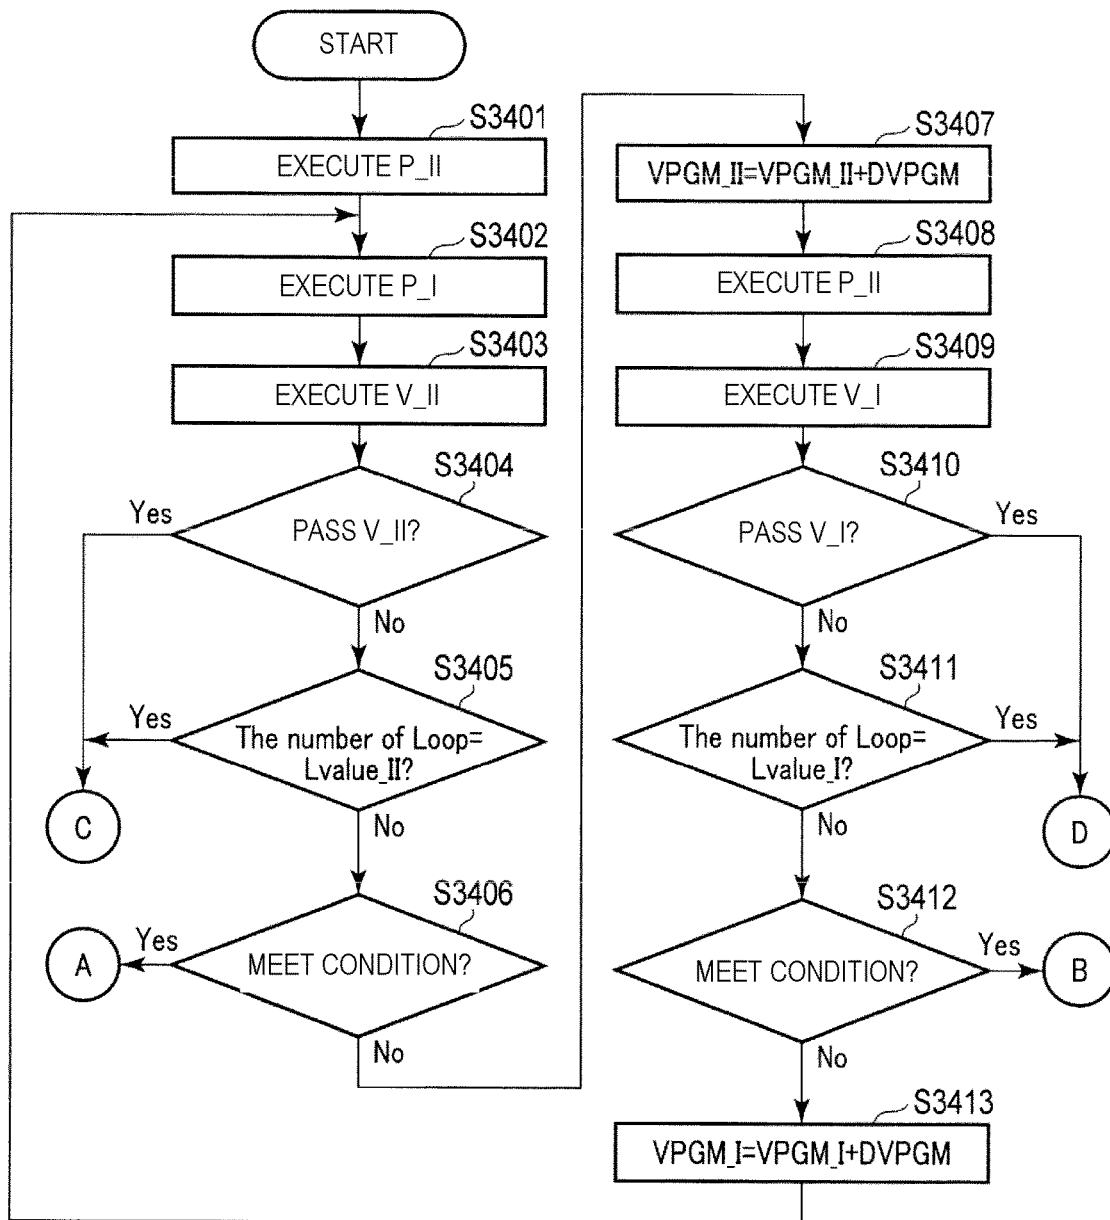 START
S3401
EXECUTE P_II
S3402
EXECUTE P_I
S3403
EXECUTE V_II
S3404
Yes
PASS V_II?
No
S3405
Yes
The number of Loop=
Lvalue_II?
C
No
S3406
A
Yes
MEET CONDITION?
No
S3407
VPGM_II=VPGM_II+DVPGM
S3408
EXECUTE P_II
S3409
EXECUTE V_I
S3410
PASS V_I?
Yes
No
S3411
The number of Loop=
Lvalue_I?
Yes
D
No
S3412
MEET CONDITION?
Yes
B
No
S3413
VPGM_I=VPGM_I+DVPGM